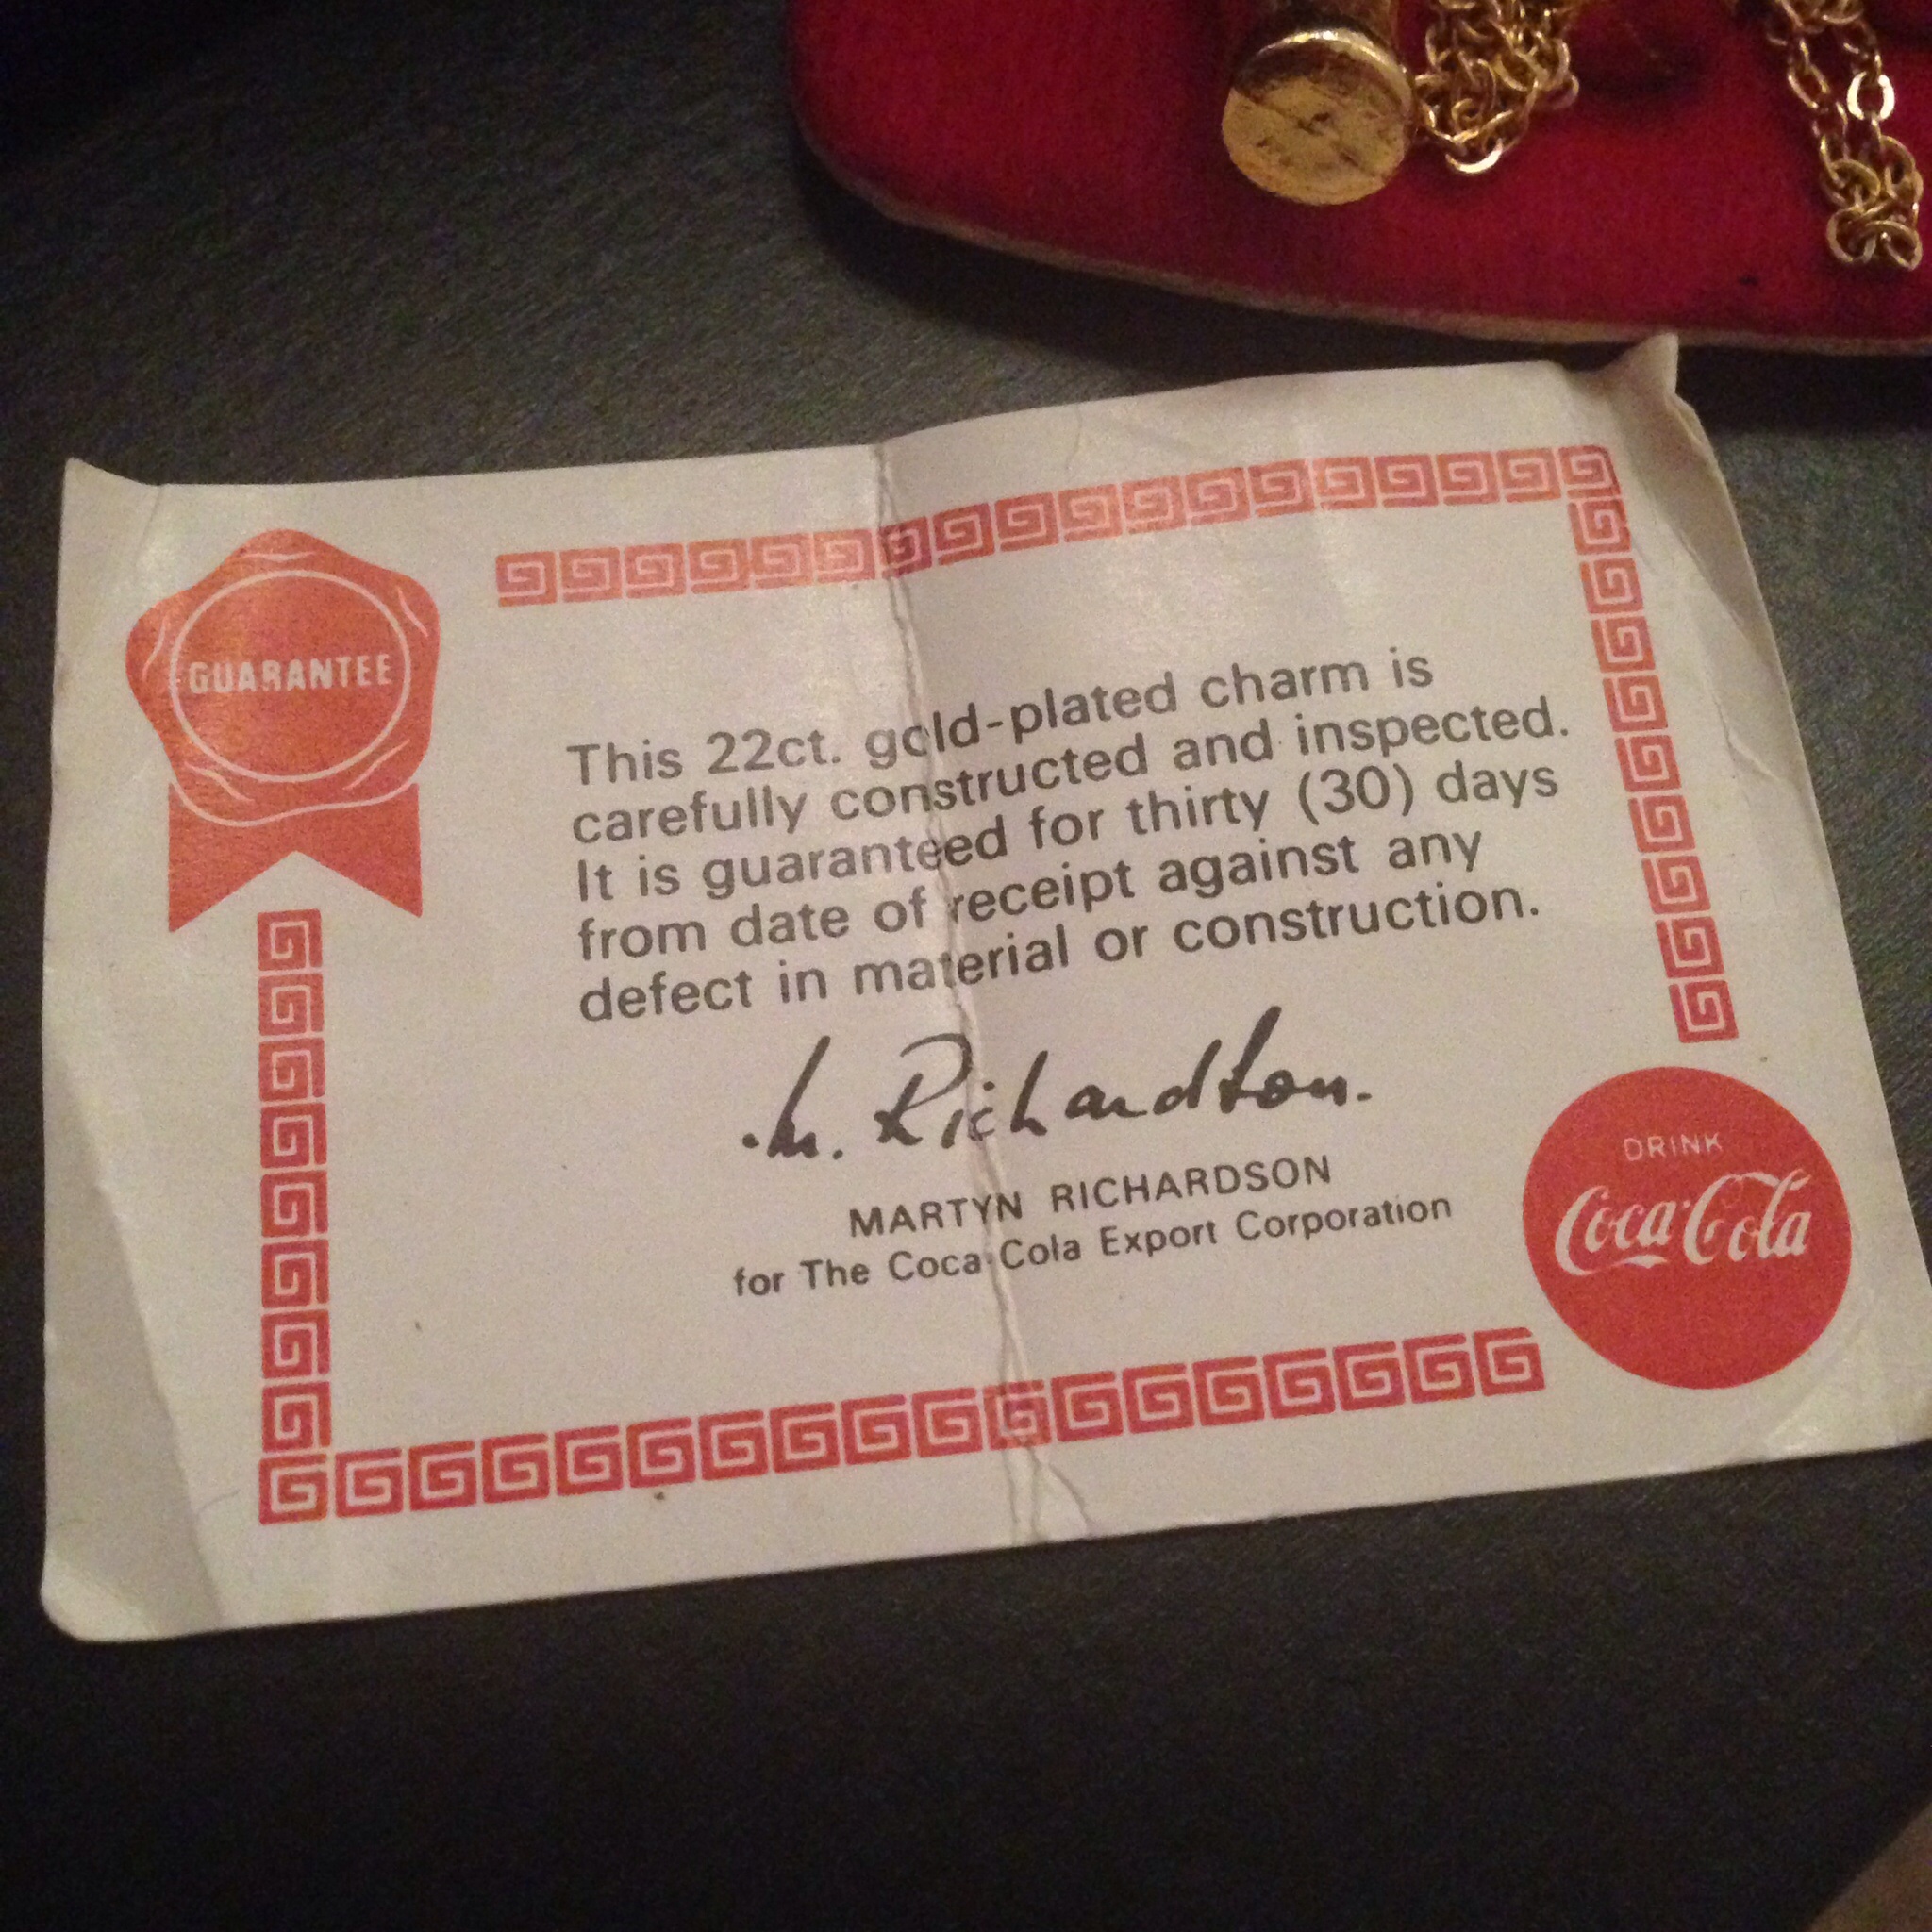 GUARANTEE
This 22ct. gold-plated charm is
carefully constructed and inspected.
It is guaranteed for thirty (30) days
from date of receipt against any
defect in material or construction.
M. Richardson.
MARTYN RICHARDSON
for The Coca-Cola Export Corporation
DRINK
Coca-Cola